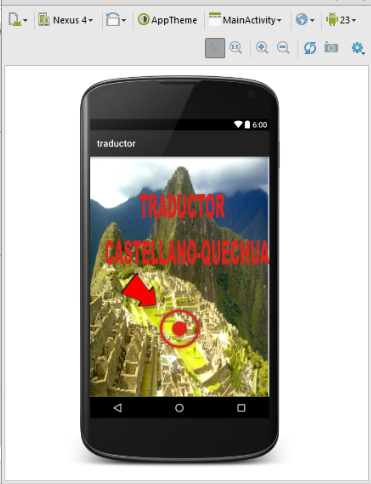 Nexus 4
AppTheme
MainActivity
23
6:00
traductor
TRADUCTOR
CASTELLANO-QUECHUA